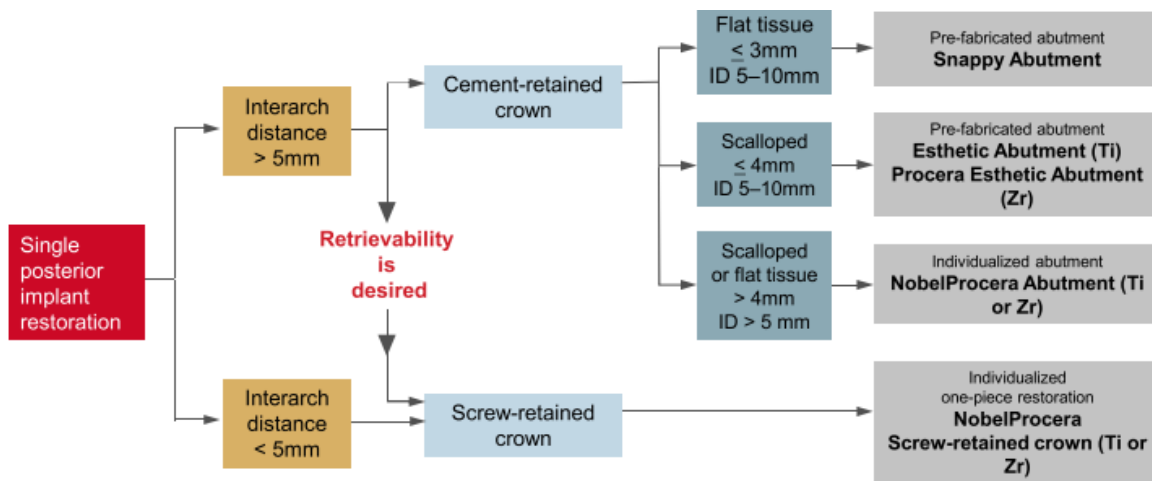 Single
posterior
implant
restoration
Interarch
distance
> 5mm
Retrievability
is
desired
Interarch
distance
< 5mm
Cement-retained
crown
Screw-retained
crown
Flat tissue
≤ 3mm
ID 5–10mm
Scalloped
≤ 4mm
ID 5–10mm
Scalloped
or flat tissue
> 4mm
ID > 5 mm
Pre-fabricated abutment
Snappy Abutment
Pre-fabricated abutment
Esthetic Abutment (Ti)
Procera Esthetic Abutment
(Zr)
Individualized abutment
NobelProcera Abutment (Ti
or Zr)
Individualized
one-piece restoration
NobelProcera
Screw-retained crown (Ti or
Zr)